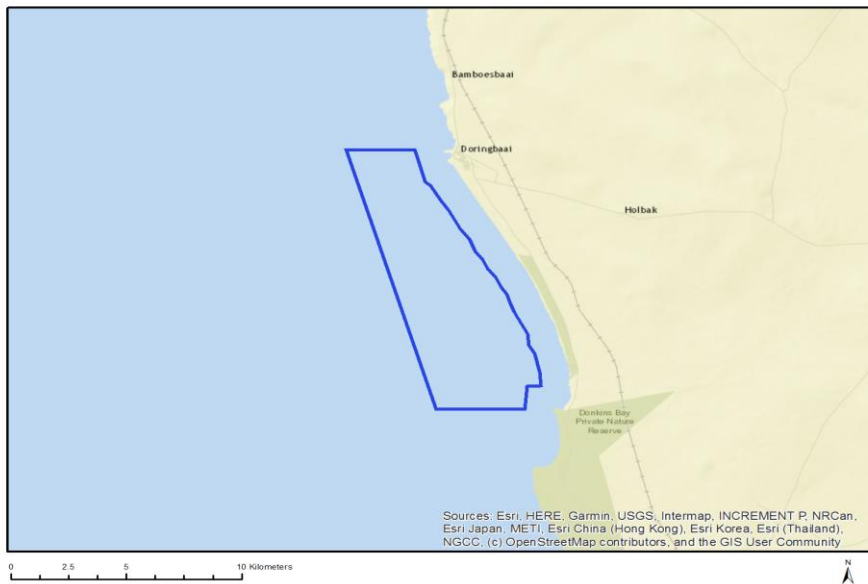 Bamboesbaai
Doringbaai
Holbak
Donkins Bay
Private Nature
Reserve
Sources: Esri, HERE, Garmin, USGS, Intermap, INCREMENT P, NRCan,
Esri Japan, METI, Esri China (Hong Kong), Esri Korea, Esri (Thailand),
NGCC, (c) OpenStreetMap contributors, and the GIS User Community
0 2.5 5 10 Kilometers
N